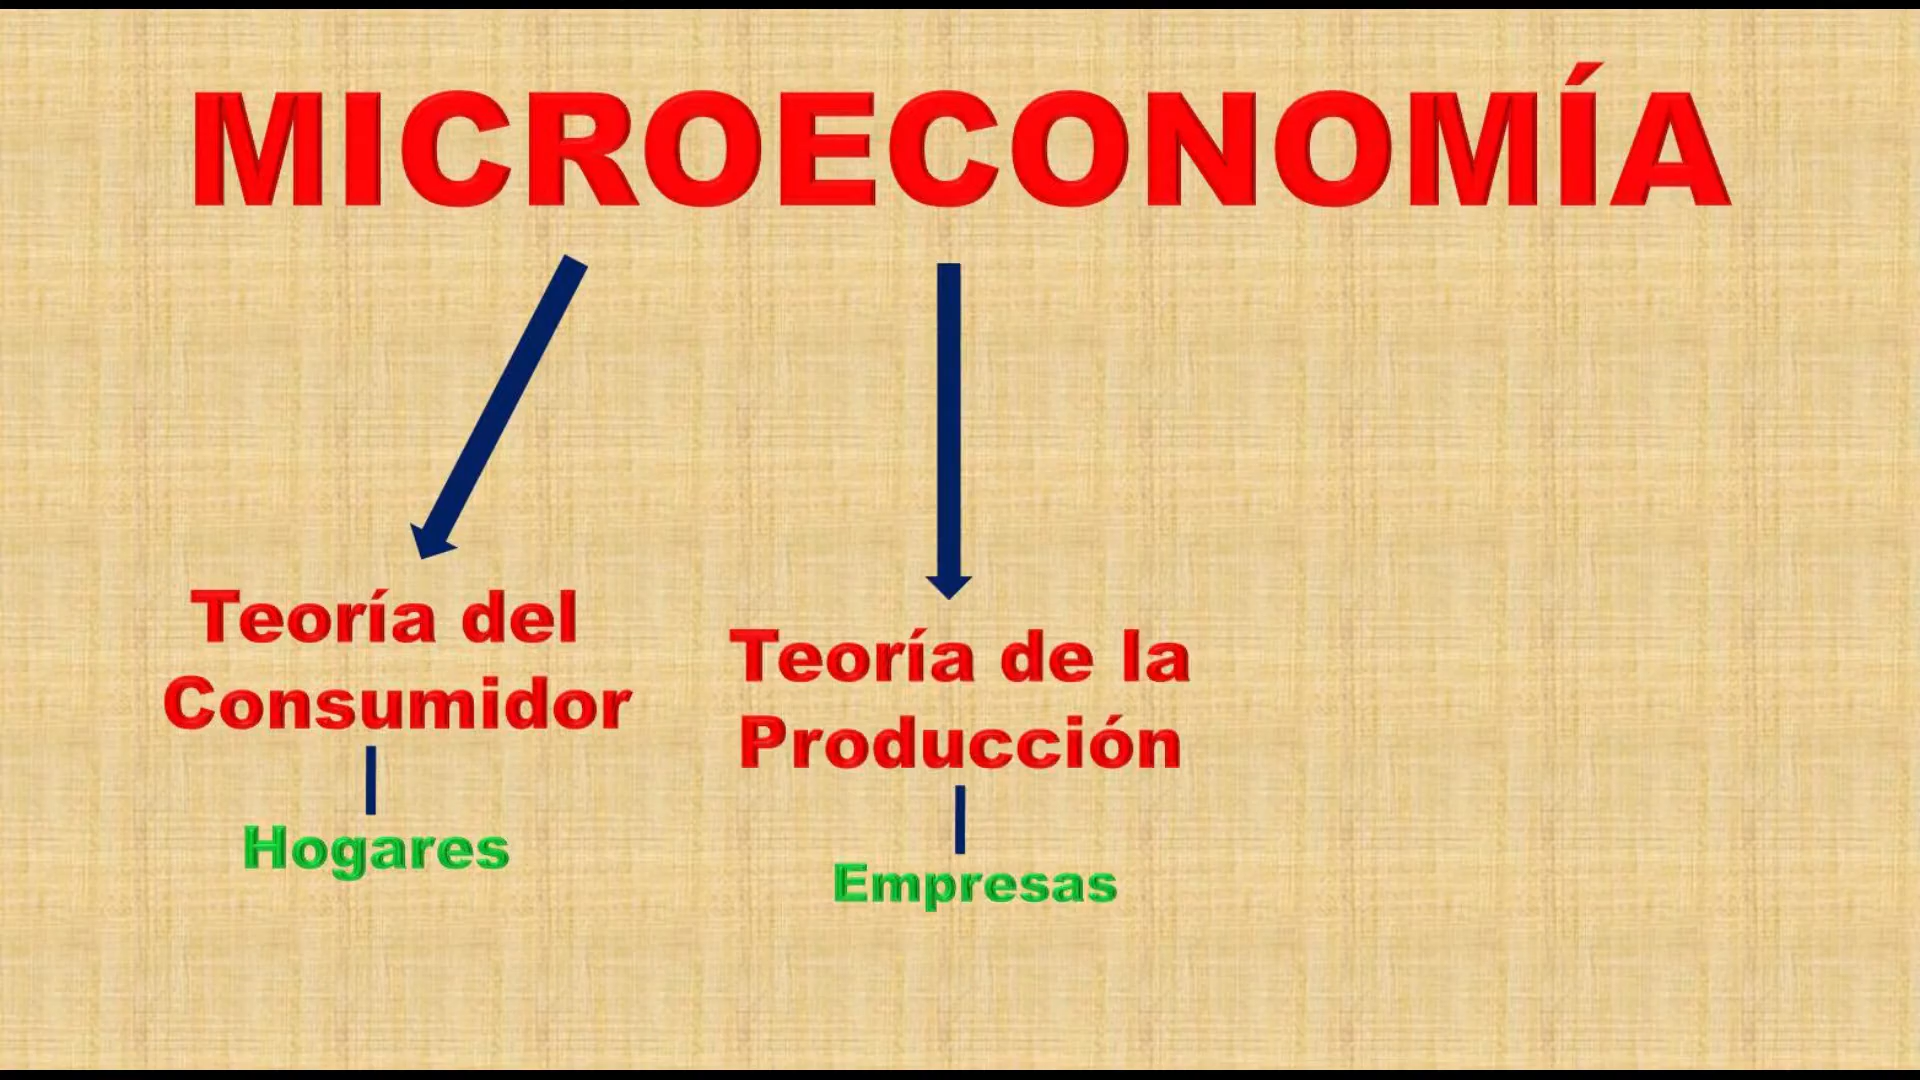 MICROECONOMÍA
Teoría del
Consumidor
Hogares
Teoría de la
Producción
Empresas